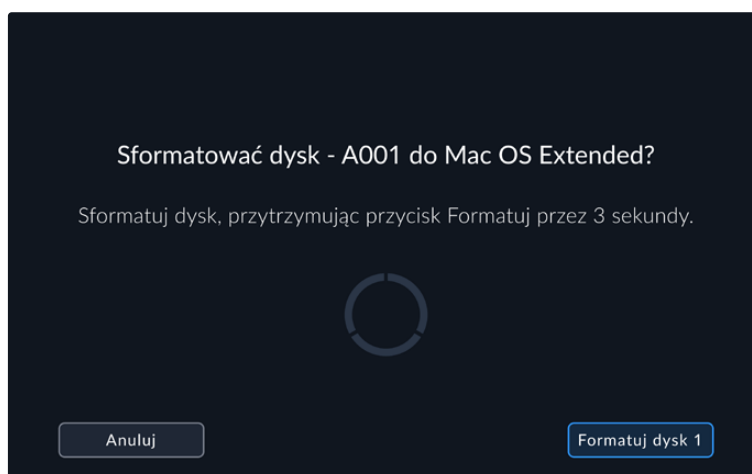 Sformatować dysk - A001 do Mac OS Extended?
Sformatuj dysk, przytrzymując przycisk Formatuj przez 3 sekundy.
Anuluj
Formatuj dysk 1